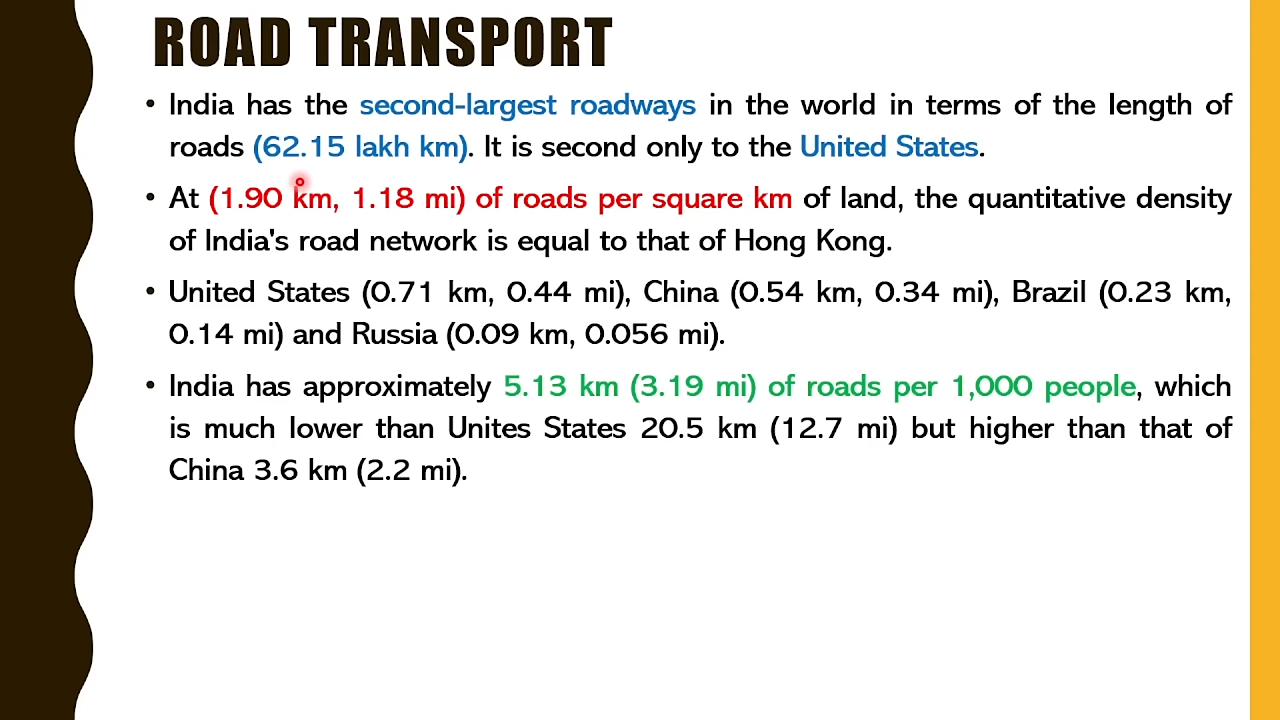 ROAD TRANSPORT
• India has the second-largest roadways in the world in terms of the length of
roads (62.15 lakh km). It is second only to the United States.
• At (1.90 km, 1.18 mi) of roads per square km of land, the quantitative density
of India's road network is equal to that of Hong Kong.
• United States (0.71 km, 0.44 mi), China (0.54 km, 0.34 mi), Brazil (0.23 km,
0.14 mi) and Russia (0.09 km, 0.056 mi).
• India has approximately 5.13 km (3.19 mi) of roads per 1,000 people, which
is much lower than Unites States 20.5 km (12.7 mi) but higher than that of
China 3.6 km (2.2 mi).